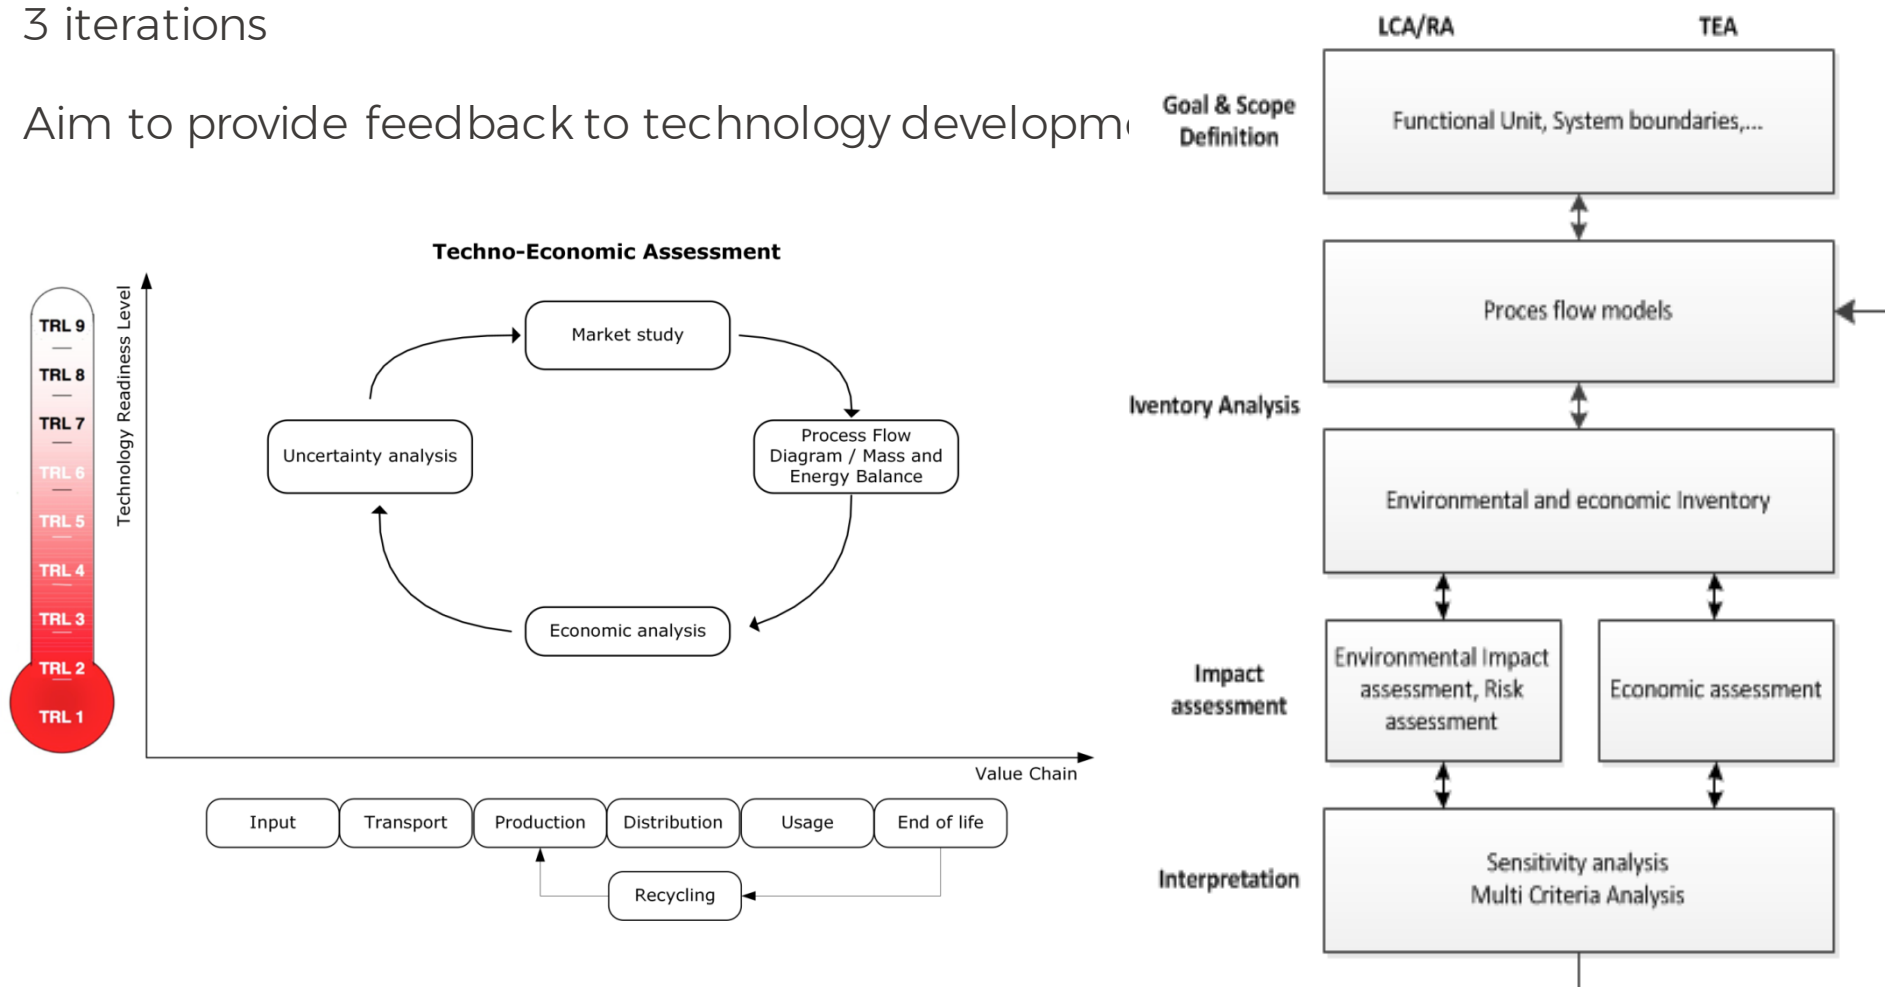 3 iterations
Aim to provide feedback to technology developm
Techno-Economic Assessment
Technology Readiness Level
TRL 9
TRL 8
TRL 7
TRL 6
TRL 5
TRL 4
TRL 3
TRL 2
TRL 1
Market study
Process Flow
Diagram / Mass and
Energy Balance
Economic analysis
Uncertainty analysis
Value Chain
Input
Transport
Production
Distribution
Usage
End of life
Recycling
LCA/RA
TEA
Goal & Scope
Definition
Functional Unit, System boundaries,...
Proces flow models
Iventory Analysis
Environmental and economic Inventory
Impact
assessment
Environmental Impact
assessment, Risk
assessment
Economic assessment
Interpretation
Sensitivity analysis
Multi Criteria Analysis